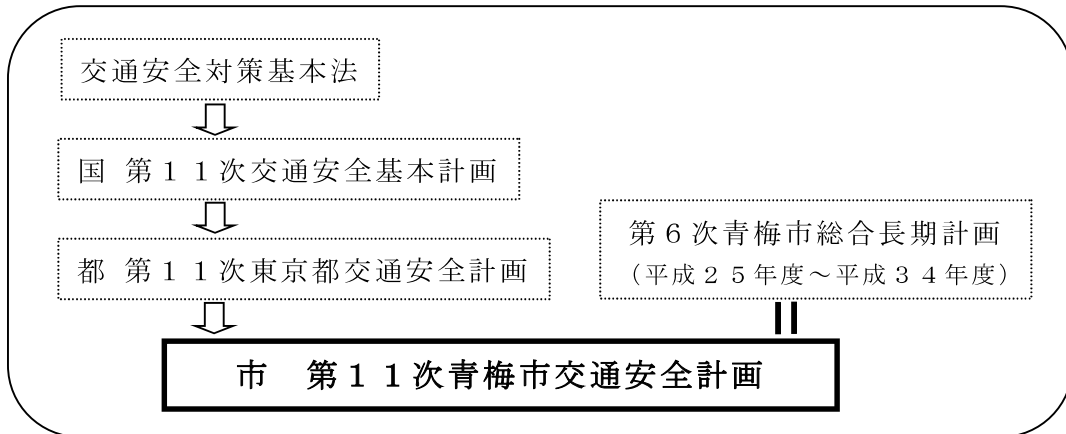 交通安全対策基本法
国 第１１次交通安全基本計画
都 第１１次東京都交通安全計画
第６次青梅市総合長期計画
（平成２５年度～平成３４年度）
市　第１１次青梅市交通安全計画